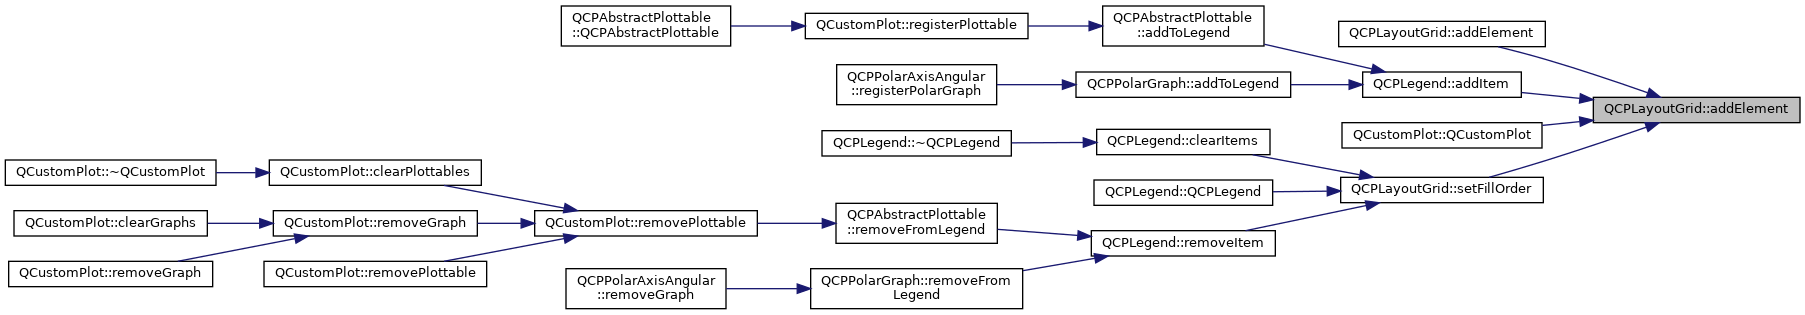 QCPAbstractPlottable
::QCPAbstractPlottable
QCustomPlot::registerPlottable
QCPAbstractPlottable
::addToLegend
QCPLayoutGrid::addElement
QCPPolarAxisAngular
::registerPolarGraph
QCPPolarGraph::addToLegend
QCPLegend::addItem
QCPLayoutGrid::addElement
QCPLegend::~QCPLegend
QCPLegend::clearItems
QCustomPlot::QCustomPlot
QCustomPlot::~QCustomPlot
QCustomPlot::clearPlottables
QCPLegend::QCPLegend
QCPLayoutGrid::setFillOrder
QCustomPlot::clearGraphs
QCustomPlot::removeGraph
QCustomPlot::removePlottable
QCPAbstractPlottable
::removeFromLegend
QCPLegend::removeItem
QCustomPlot::removeGraph
QCustomPlot::removePlottable
QCPPolarAxisAngular
::removeGraph
QCPPolarGraph::removeFrom
Legend